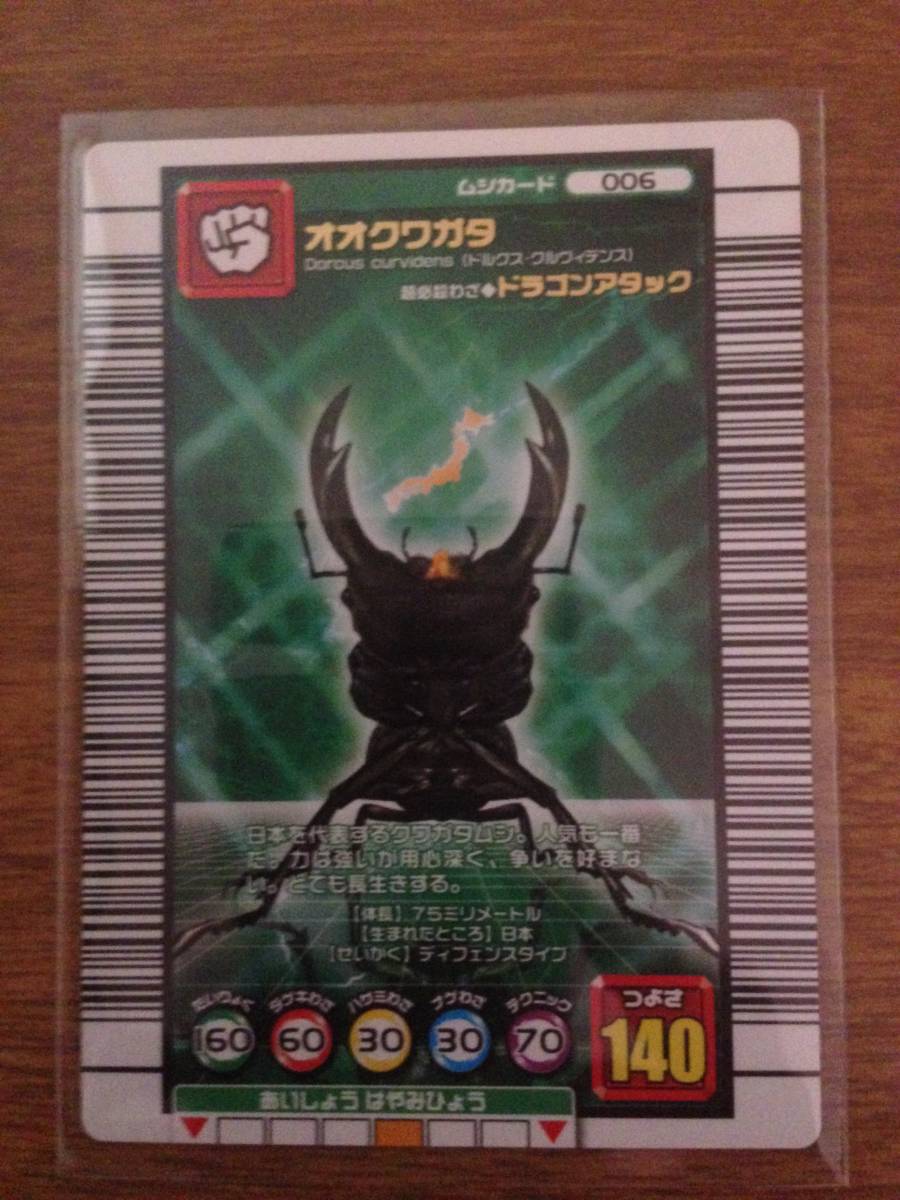 ムシカード 006
オオクワガタ
Dorcus curvidens (ドルクス・クルヴィデンス)
超必殺わざ◆ドラゴンアタック
日本を代表するクワガタムシ。人気も一番
だ。力は強いが用心深く、争いを好まな
い。とても長生きする。
【体長】75ミリメートル
【生まれたところ】日本
【せいかく】ディフェンスタイプ
たいりょく ダゲキわざ ハサミわざ ナゲわざ テクニック つよさ
160 60 30 30 70 140
あいしょう はやみひょう